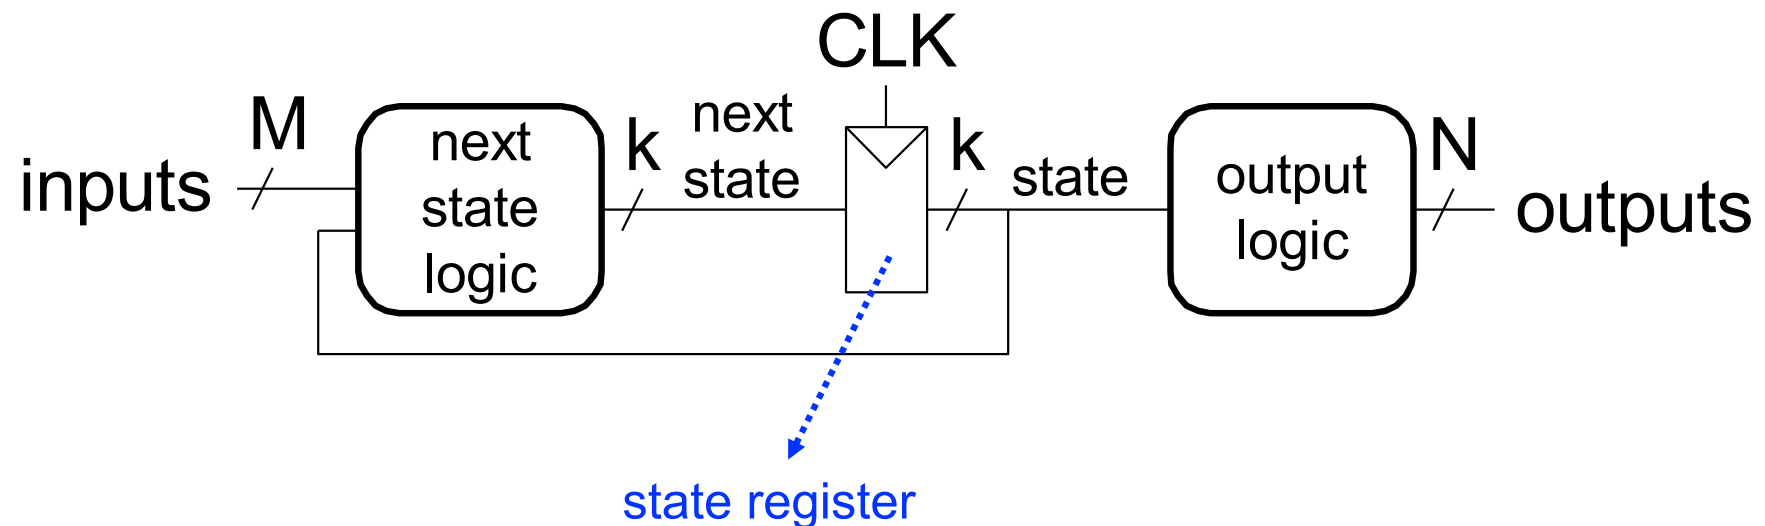 CLK
inputs
M
next
state
logic
k
next
state
k
state
output
logic
N
outputs
state register